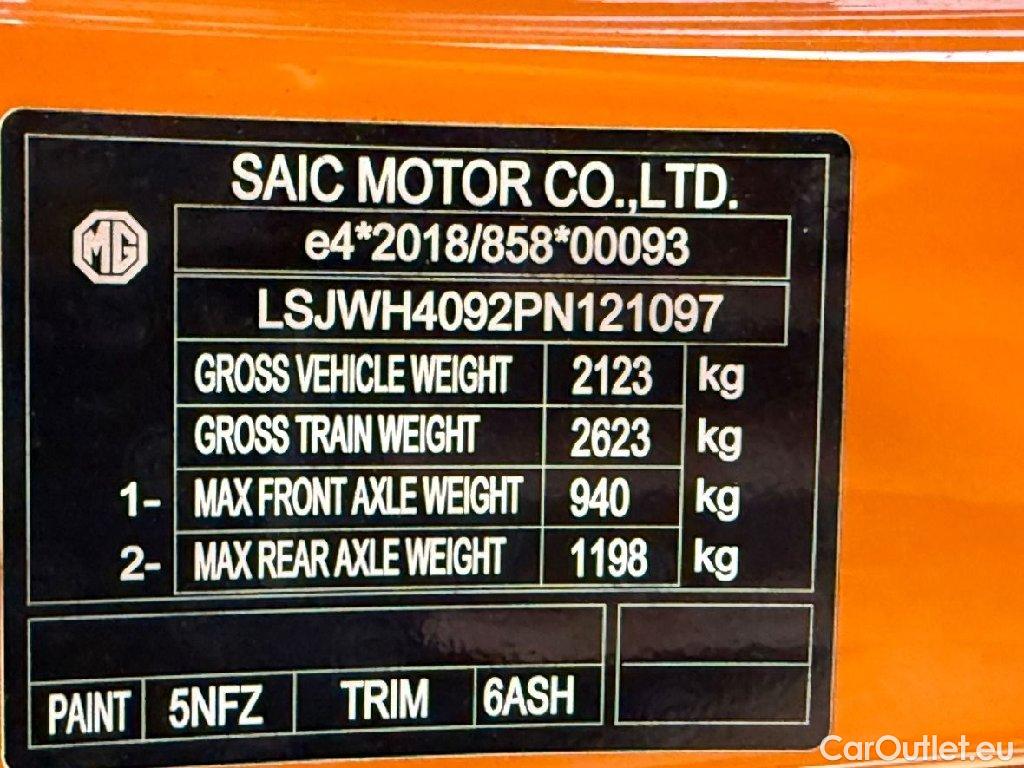 SAIC MOTOR CO.,LTD.
MG
e4*2018/858*00093
LSJWH4092PN121097
GROSS VEHICLE WEIGHT 2123 kg
GROSS TRAIN WEIGHT 2623 kg
1- MAX FRONT AXLE WEIGHT 940 kg
2- MAX REAR AXLE WEIGHT 1198 kg
PAINT 5NFZ TRIM 6ASH
CarOutlet.eu